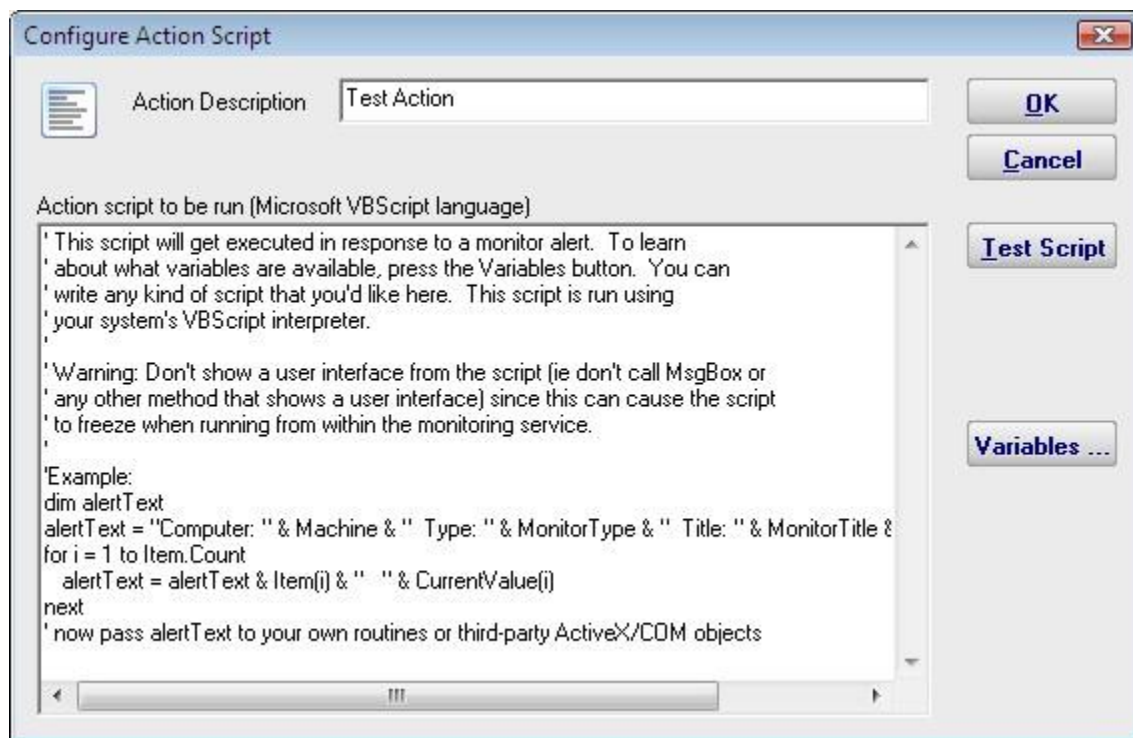 Configure Action Script
Action Description
Test Action
OK
Cancel
Action script to be run (Microsoft VBScript language)
' This script will get executed in response to a monitor alert.  To learn
' about what variables are available, press the Variables button.  You can
' write any kind of script that you'd like here.  This script is run using
' your system's VBScript interpreter.
'
' Warning: Don't show a user interface from the script (ie don't call MsgBox or
' any other method that shows a user interface) since this can cause the script
' to freeze when running from within the monitoring service.
'
'Example:
dim alertText
alertText = "Computer: " & Machine & "  Type: " & MonitorType & "  Title: " & MonitorTitle &
for i = 1 to Item.Count
   alertText = alertText & Item(i) & "   " & CurrentValue(i)
next
' now pass alertText to your own routines or third-party ActiveX/COM objects
Test Script
Variables ...